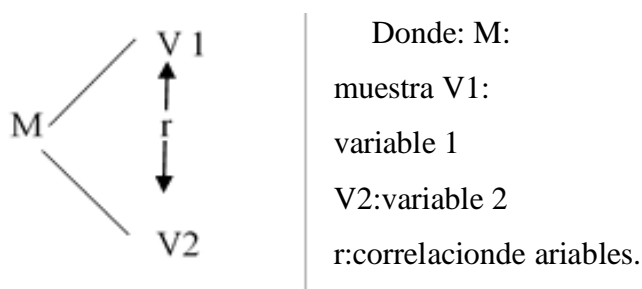 V 1
M
r
V2
Donde: M:
muestra V1:
variable 1
V2:variable 2
r:correlacionde ariables.